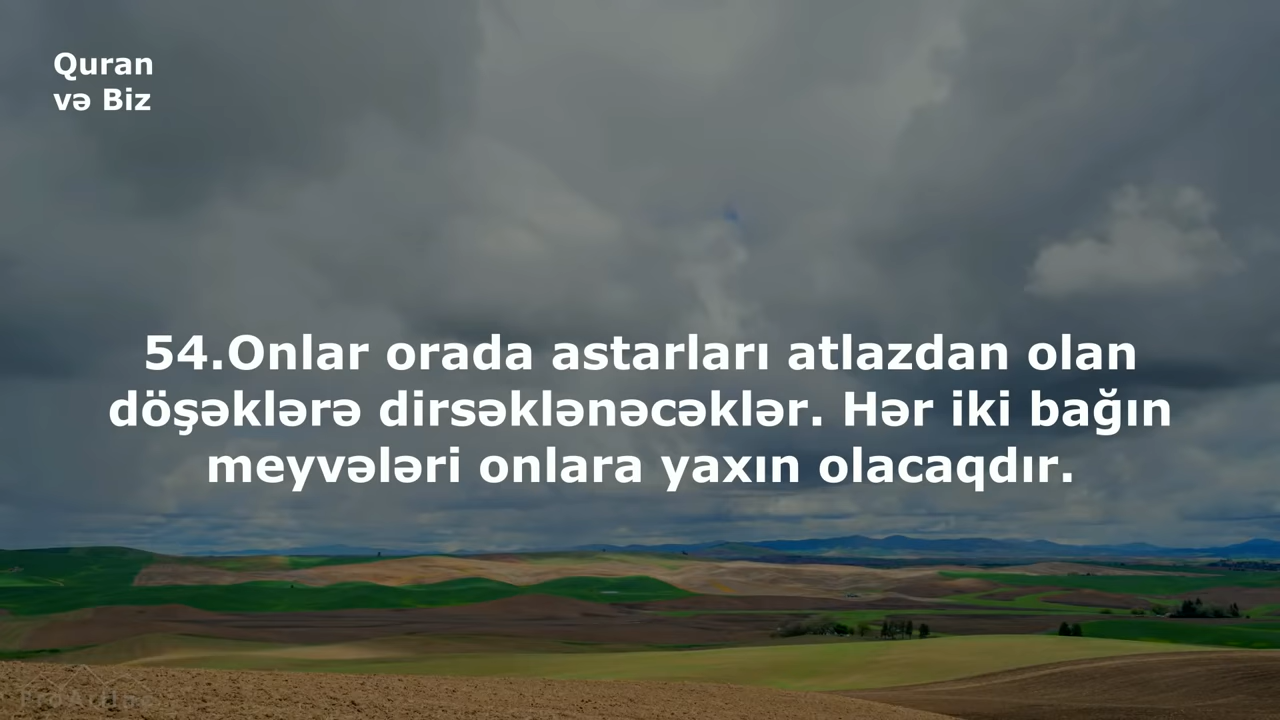 Quran
və Biz
54.Onlar orada astarları atlazdan olan
döşəklərə dirsəklənəcəklər. Hər iki bağın
meyvələri onlara yaxın olacaqdır.